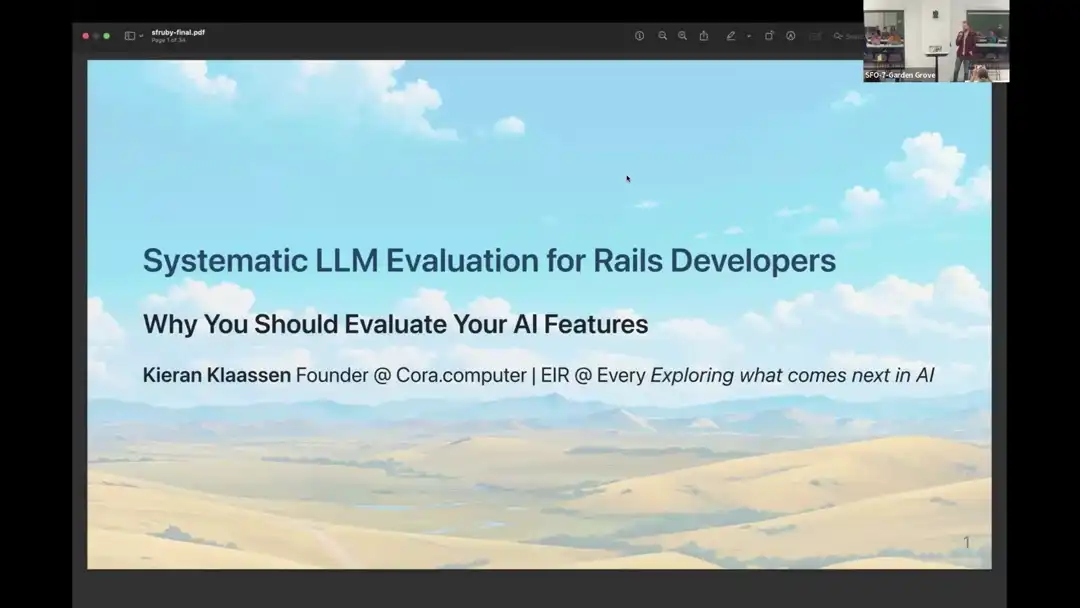 sfruby-final.pdf
Page 1 of 34
SFO-7-Garden Grove
Systematic LLM Evaluation for Rails Developers
Why You Should Evaluate Your AI Features
Kieran Klaassen Founder @ Cora.computer | EIR @ Every Exploring what comes next in AI
1